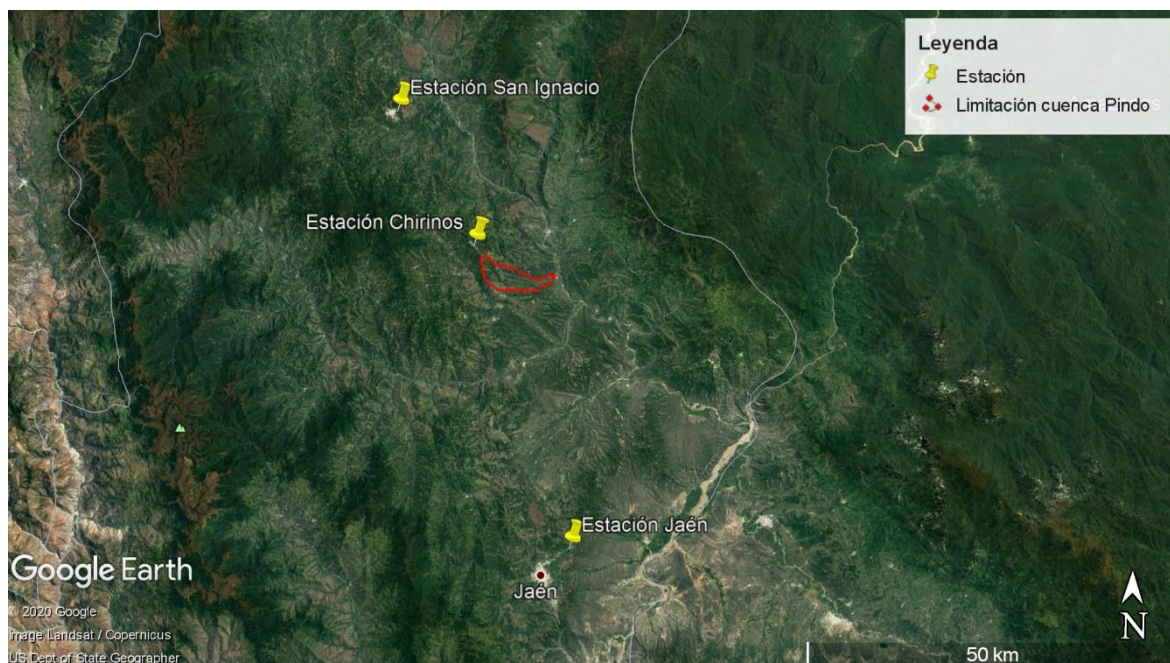 Leyenda
Estación
Limitación cuenca Pindo
Estación San Ignacio
Estación Chirinos
Estación Jaén
Jaén
Google Earth
© 2020 Google
Image Landsat / Copernicus
US Dept of State Geographer
N
50 km